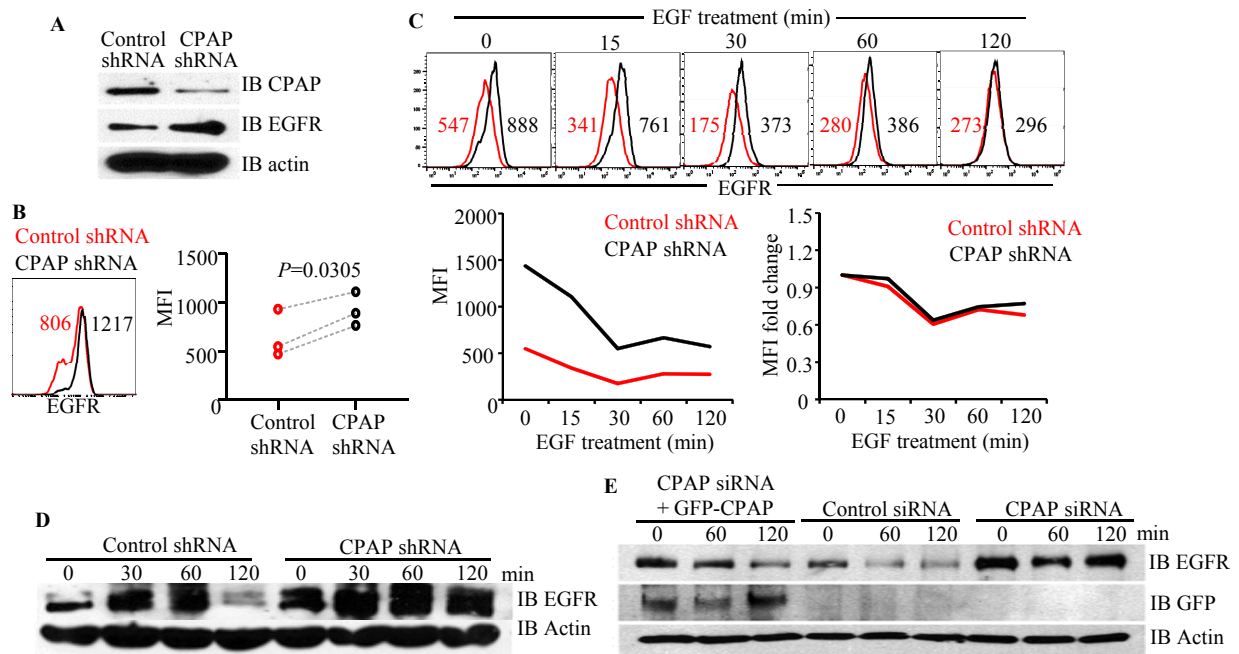 A
Control CPAP
shRNA shRNA
IB CPAP
IB EGFR
IB actin
B
Control shRNA
CPAP shRNA
806 1217
EGFR
MFI
1500
1000
500
0
P=0.0305
Control CPAP
shRNA shRNA
C
EGF treatment (min)
0 15 30 60 120
547 888 341 761 175 373 280 386 273 296
EGFR
MFI
2000
1500
1000
500
0
Control shRNA
CPAP shRNA
0 15 30 60 120
EGF treatment (min)
MFI fold change
1.5
1.2
0.9
0.6
0.3
0
Control shRNA
CPAP shRNA
0 15 30 60 120
EGF treatment (min)
D
Control shRNA CPAP shRNA
0 30 60 120 0 30 60 120 min
IB EGFR
IB Actin
E
CPAP siRNA
+ GFP-CPAP Control siRNA CPAP siRNA
0 60 120 0 60 120 0 60 120 min
IB EGFR
IB GFP
IB Actin